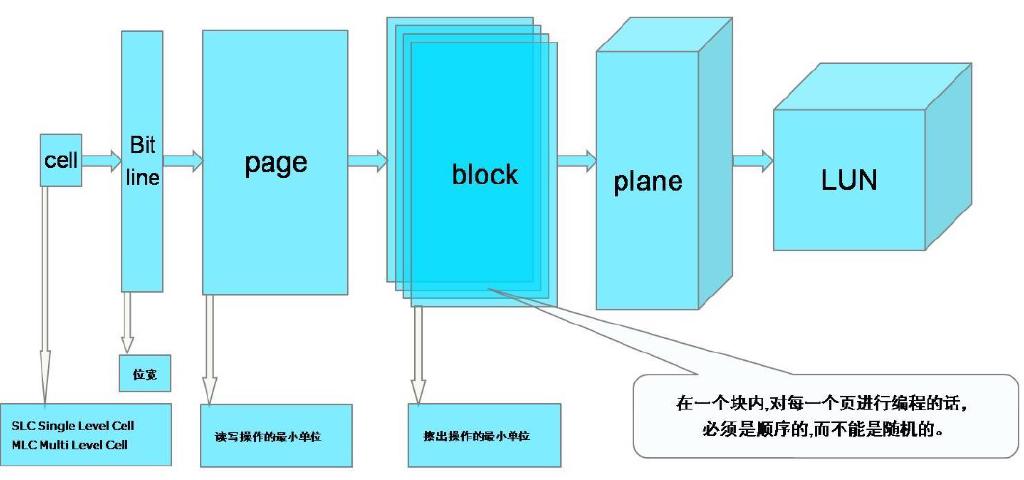 cell
Bit
line
page
block
plane
LUN
位宽
SLC Single Level Cell
MLC Multi Level Cell
读写操作的最小单位
擦出操作的最小单位
在一个块内,对每一个页进行编程的话,
必须是顺序的,而不能是随机的。